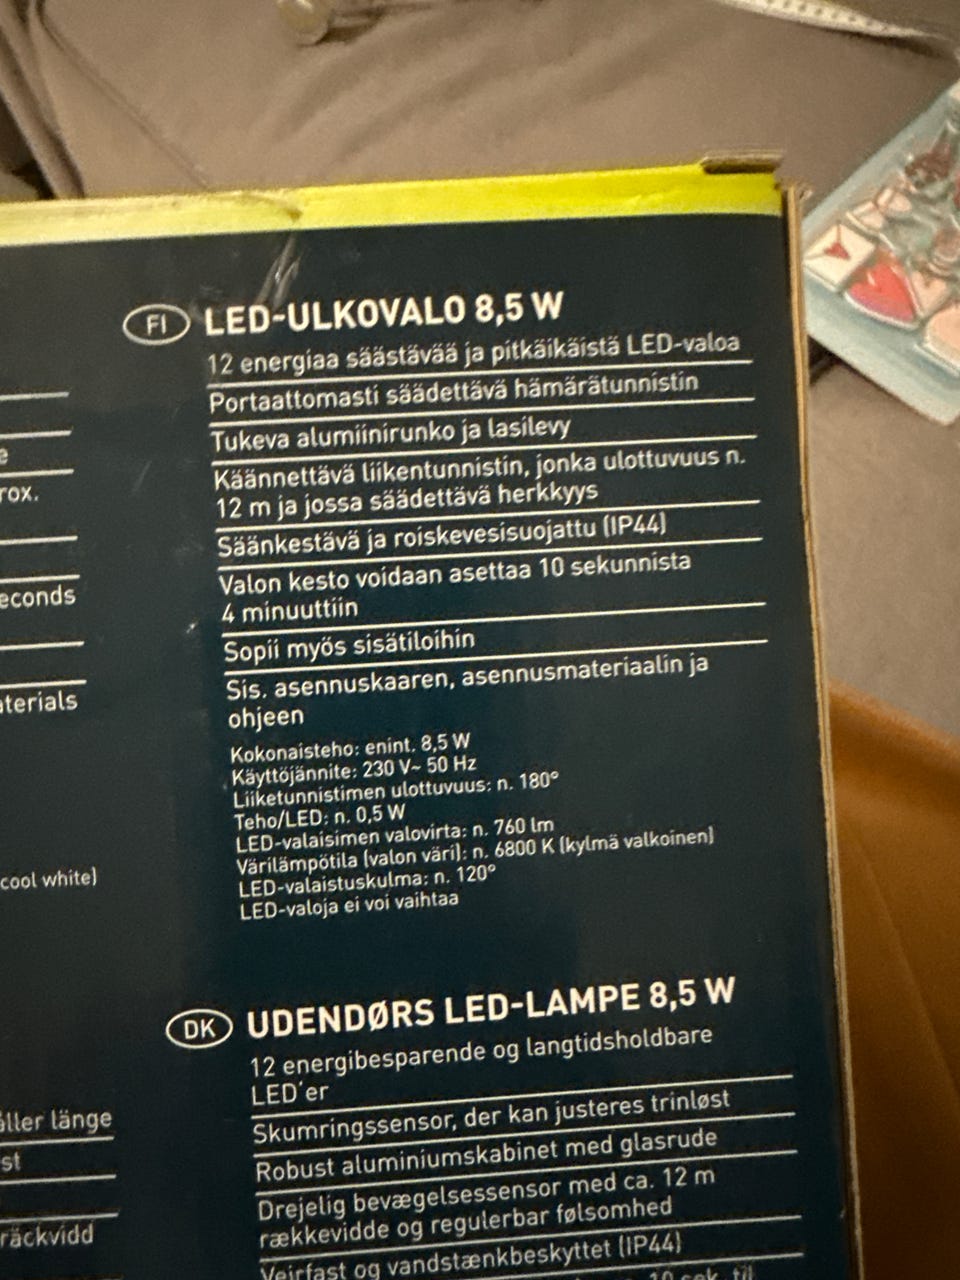 FI LED-ULKOVALO 8,5 W
12 energiaa säästävää ja pitkäikäistä LED-valoa
Portaattomasti säädettävä hämärätunnistin
Tukeva alumiinirunko ja lasilevy
Käännettävä liikentunnistin, jonka ulottuvuus n.
12 m ja jossa säädettävä herkkyys
Säänkestävä ja roiskevesisuojattu (IP44)
Valon kesto voidaan asettaa 10 sekunnista
4 minuuttiin
Sopii myös sisätiloihin
Sis. asennuskaaren, asennusmateriaalin ja
ohjeen
Kokonaisteho: enint. 8,5 W
Käyttöjännite: 230 V~ 50 Hz
Liiketunnistimen ulottuvuus: n. 180°
Teho/LED: n. 0,5 W
LED-valaisimen valovirta: n. 760 lm
Värilämpötila (valon väri): n. 6800 K (kylmä valkoinen)
LED-valaistuskulma: n. 120°
LED-valoja ei voi vaihtaa
DK UDENDØRS LED-LAMPE 8,5 W
12 energibesparende og langtidsholdbare
LED'er
Skumringssensor, der kan justeres trinløst
Robust aluminiumskabinet med glasrude
Drejelig bevægelsessensor med ca. 12 m
rækkevidde og regulerbar følsomhed
Vejrfast og vandstænkbeskyttet (IP44)
10 sek. til
e
rox.
econds
aterials
cool white)
åller länge
st
räckvidd